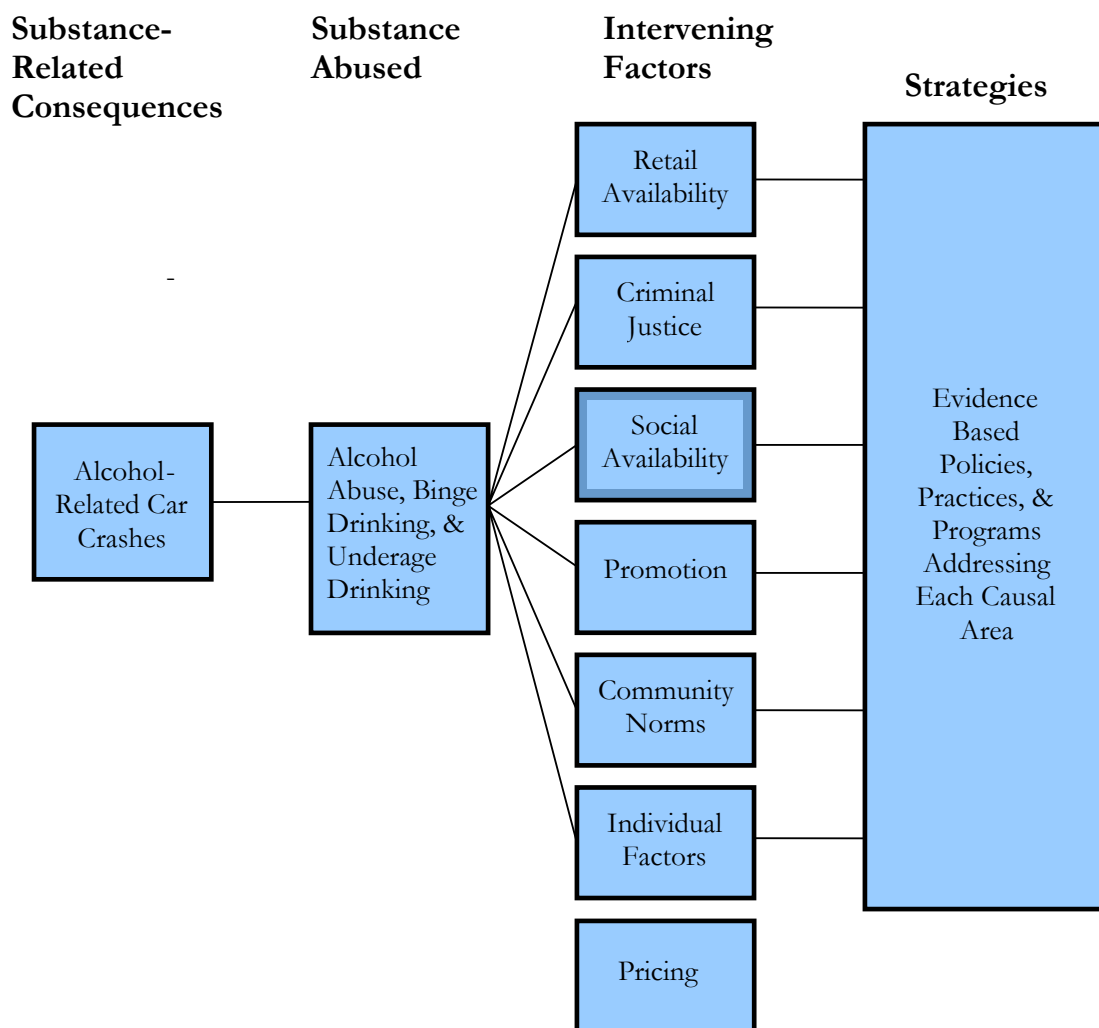 Substance-
Related
Consequences
Substance
Abused
Intervening
Factors
Strategies
Retail
Availability
Criminal
Justice
Social
Availability
Promotion
Community
Norms
Individual
Factors
Pricing
-
Alcohol-
Related Car
Crashes
Alcohol
Abuse, Binge
Drinking, &
Underage
Drinking
Evidence
Based
Policies,
Practices, &
Programs
Addressing
Each Causal
Area